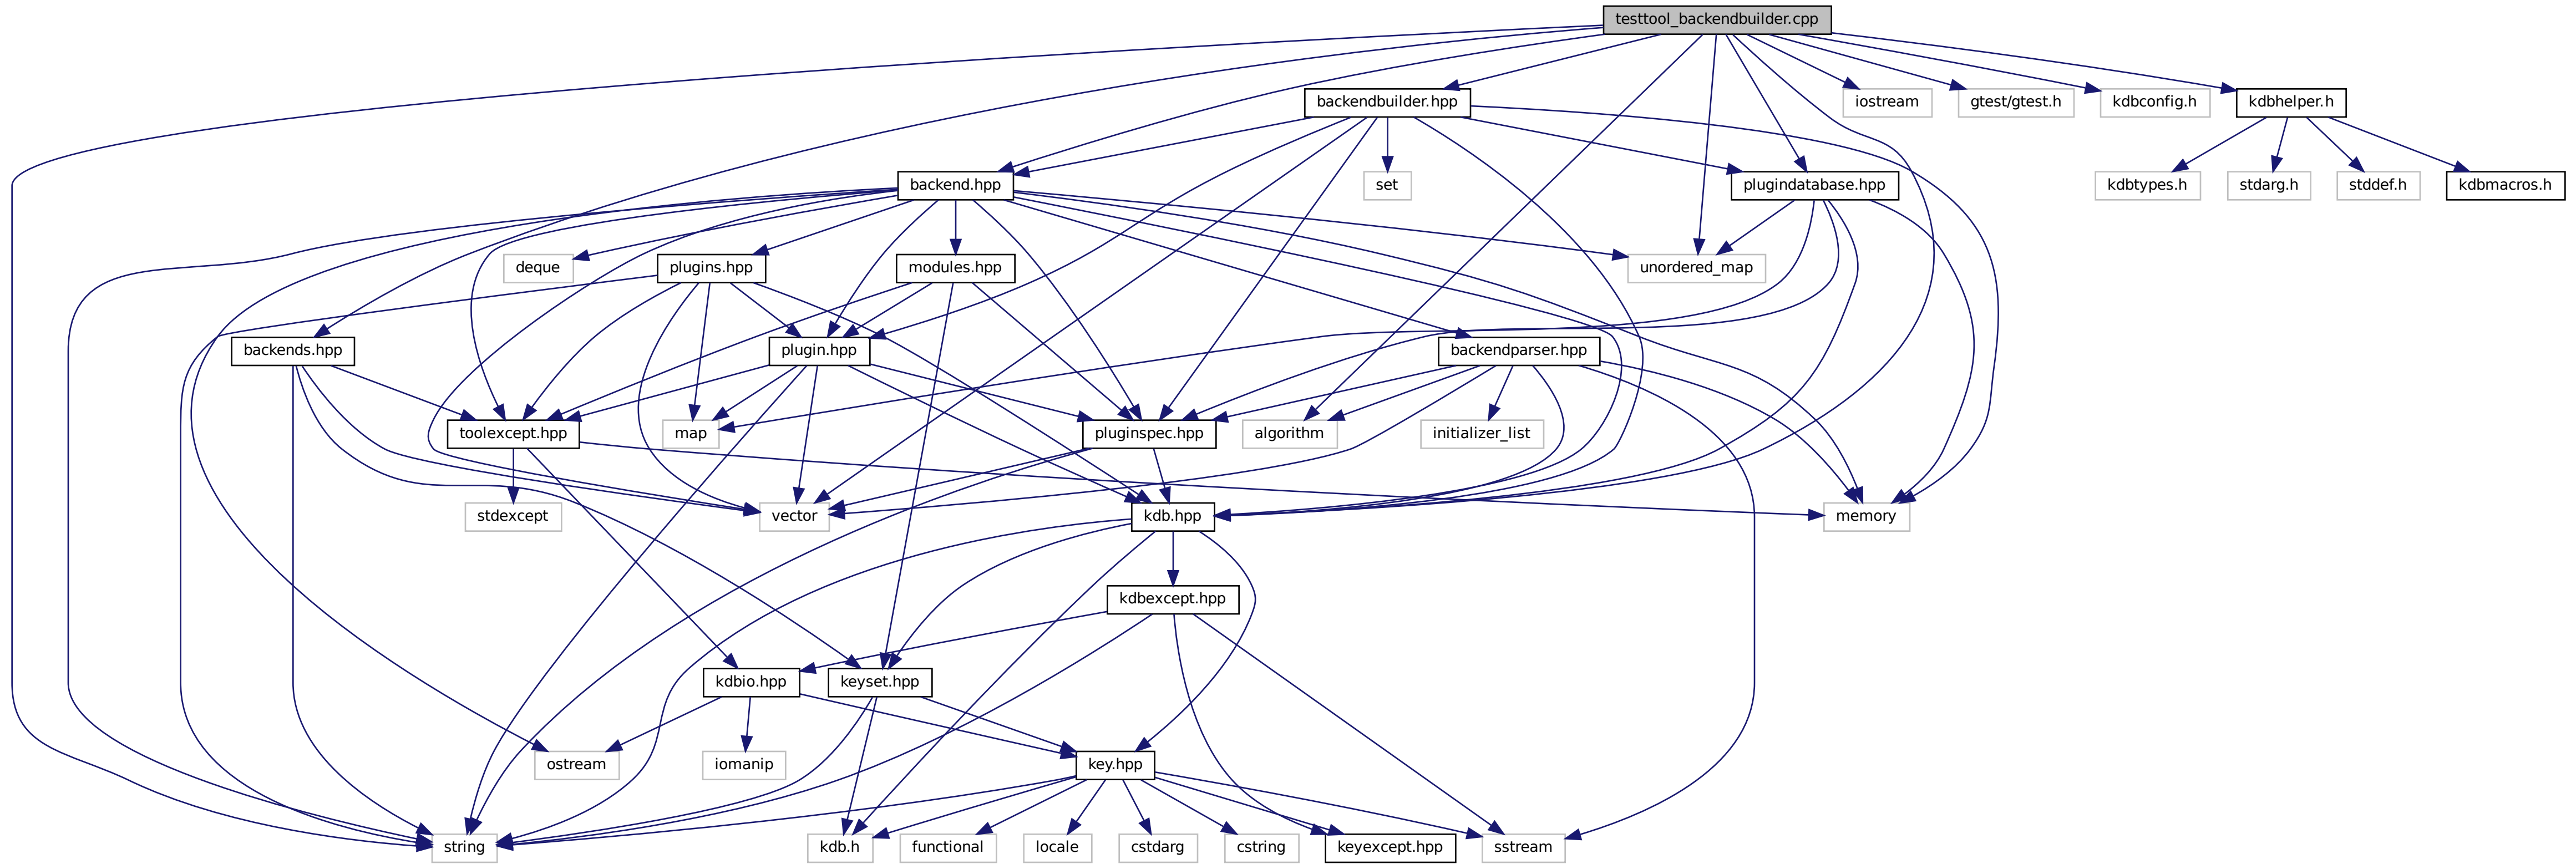 testtool_backendbuilder.cpp
backendbuilder.hpp
iostream
gtest/gtest.h
kdbconfig.h
kdbhelper.h
backend.hpp
set
plugindatabase.hpp
kdbtypes.h
stdarg.h
stddef.h
kdbmacros.h
deque
plugins.hpp
modules.hpp
unordered_map
backends.hpp
plugin.hpp
backendparser.hpp
toolexcept.hpp
map
pluginspec.hpp
algorithm
initializer_list
stdexcept
vector
kdb.hpp
memory
kdbexcept.hpp
kdbio.hpp
keyset.hpp
ostream
iomanip
key.hpp
string
kdb.h
functional
locale
cstdarg
cstring
keyexcept.hpp
sstream